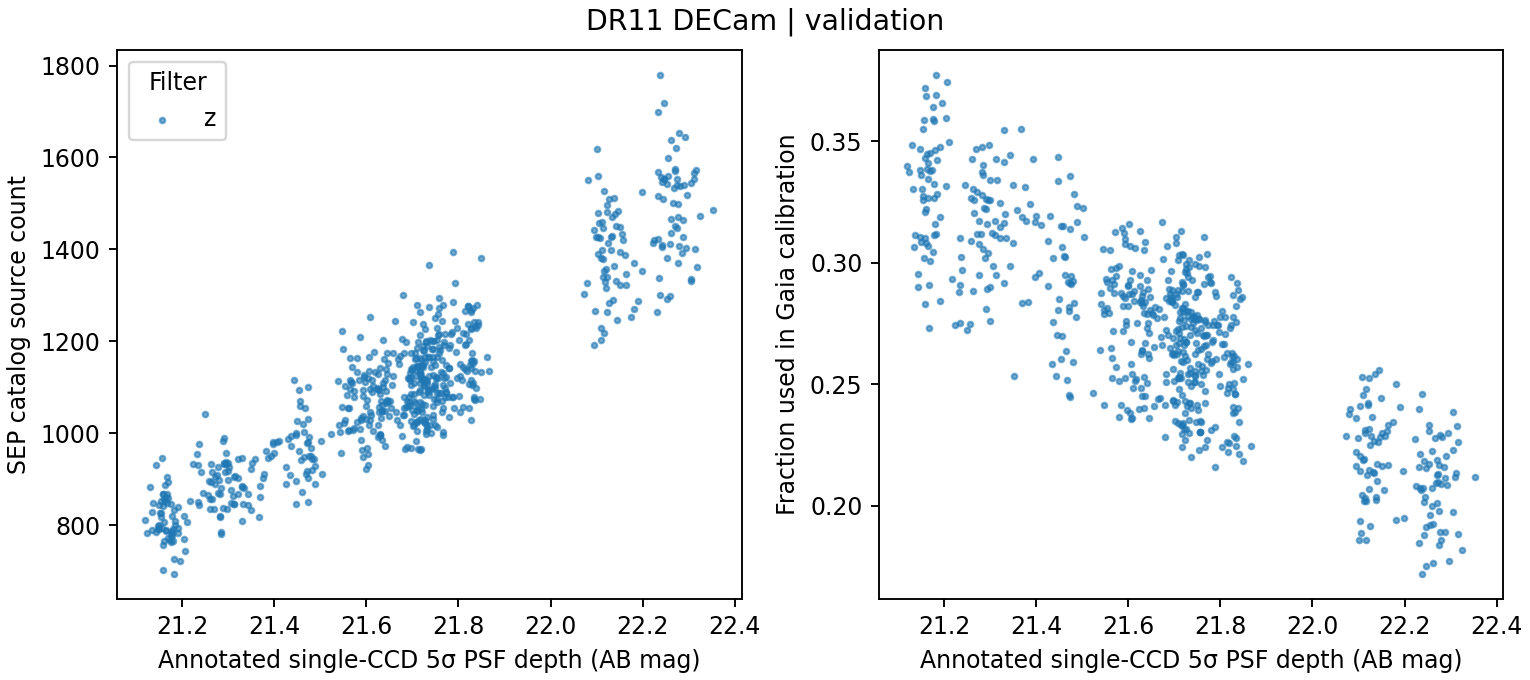 DR11 DECam | validation
SEP catalog source count
1800
1600
1400
1200
1000
800
Filter
z
21.2 21.4 21.6 21.8 22.0 22.2 22.4
Annotated single-CCD 5σ PSF depth (AB mag)
Fraction used in Gaia calibration
0.35
0.30
0.25
0.20
21.2 21.4 21.6 21.8 22.0 22.2 22.4
Annotated single-CCD 5σ PSF depth (AB mag)